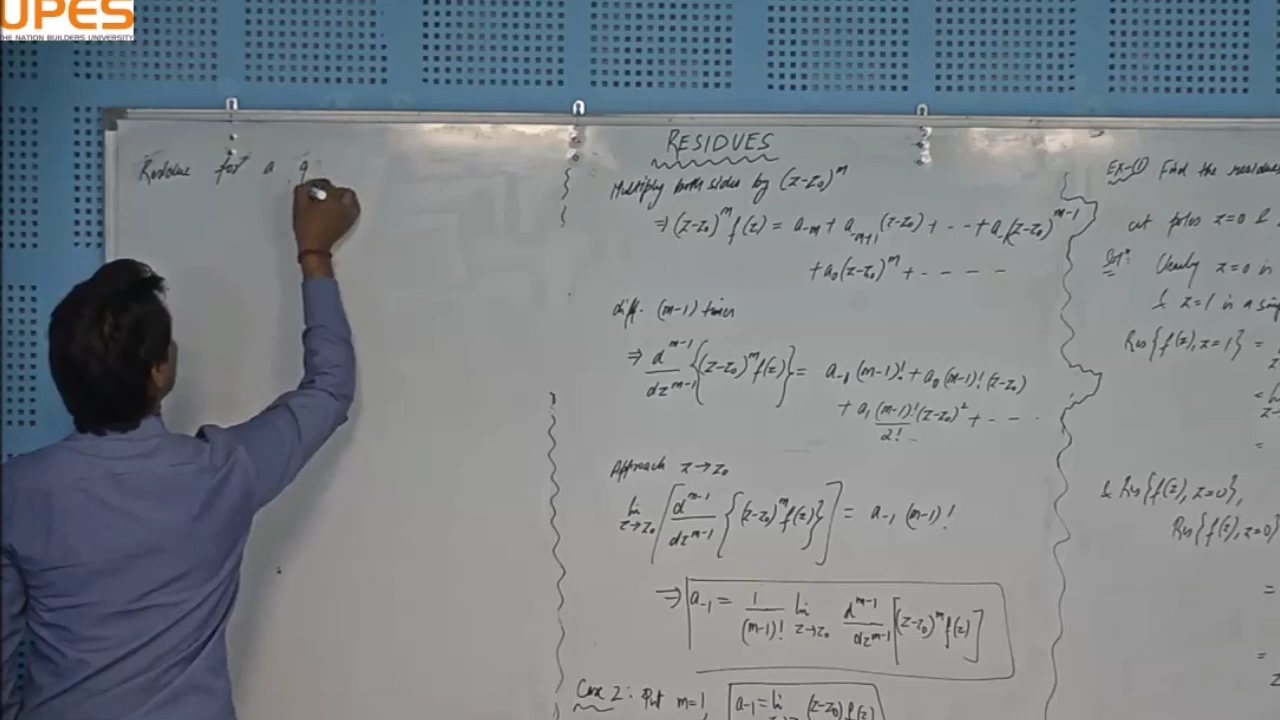 UPES
THE NATION BUILDERS UNIVERSITY
Residue for a
RESIDUES
Multiply both sides by (z-z₀)^m
⇒ (z-z₀)^m f(z) = a₋ₘ + a₋ₘ₊₁ (z-z₀) + - - + a₋₁(z-z₀)^{m-1}
+ a₀(z-z₀)^m + - - - -
diff. (m-1) times
⇒ d^{m-1}/dz^{m-1} {(z-z₀)^m f(z)} = a₋₁ (m-1)! + a₀ (m-1)! (z-z₀)
+ a₁ (m-1)!/2! (z-z₀)² + - - .
Approach z→z₀
lim z→z₀ [d^{m-1}/dz^{m-1} {(z-z₀)^m f(z)}] = a₋₁ (m-1)!
⇒ a₋₁ = 1/(m-1)! lim z→z₀ d^{m-1}/dz^{m-1} [(z-z₀)^m f(z)]
Case 2: Put m=1, a₋₁ = lim (z-z₀) f(z)
Ex-(1) Find the residues
at poles z=0 &
Solⁿ: Clearly z=0 is
& z=1 is a
Res{f(z), z=1} =
=
& Res{f(z), z=0},
Res{f(z), z=0}
=
=